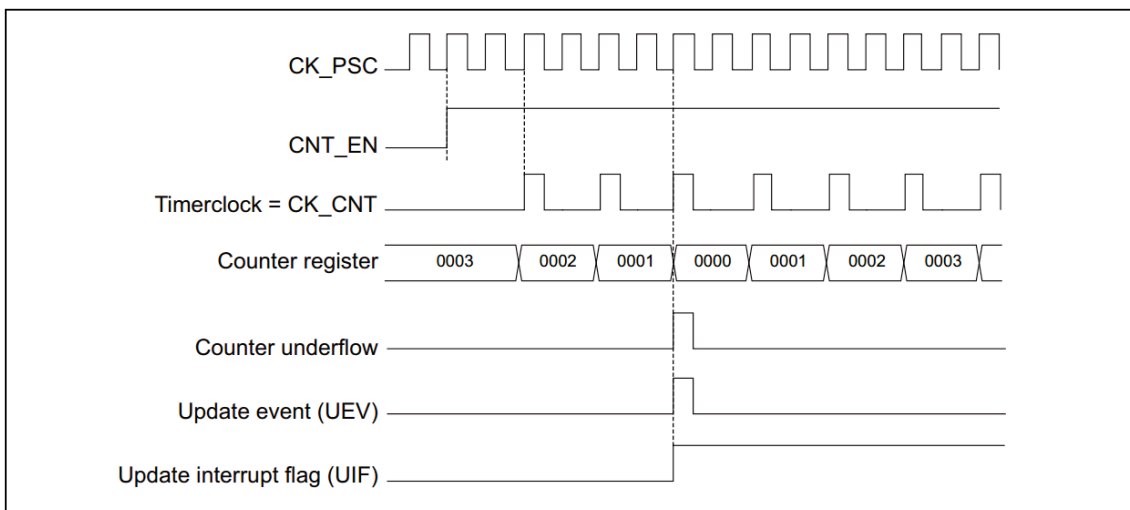 CK_PSC
CNT_EN
Timerclock = CK_CNT
Counter register 0003 0002 0001 0000 0001 0002 0003
Counter underflow
Update event (UEV)
Update interrupt flag (UIF)